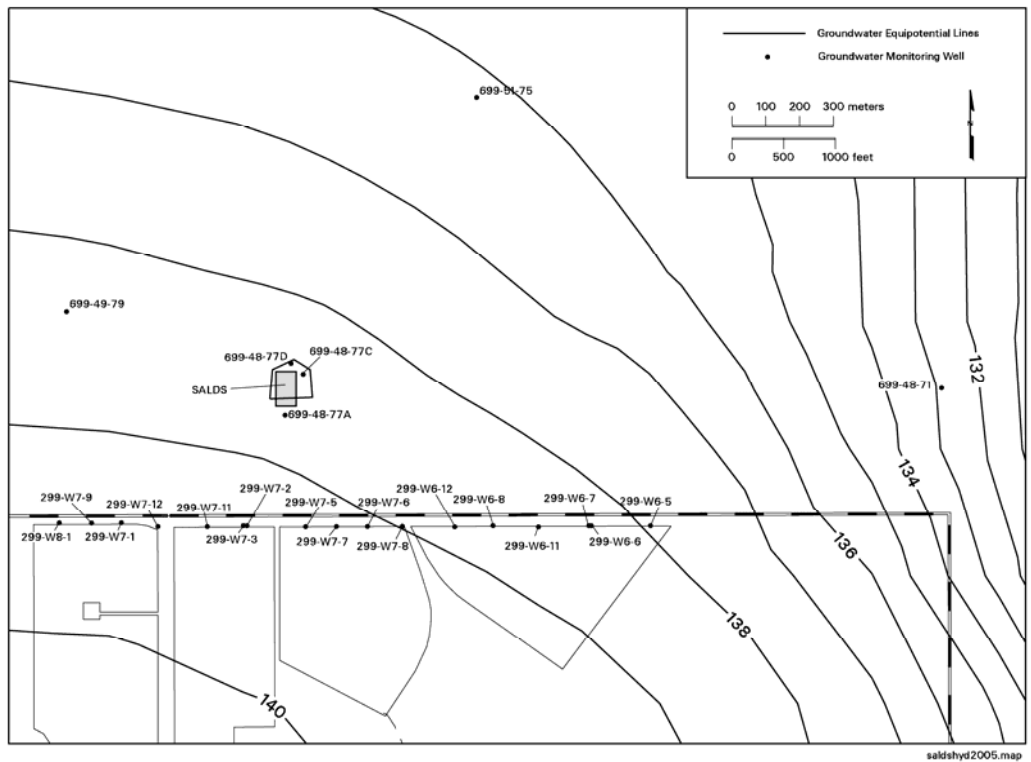 Groundwater Equipotential Lines
Groundwater Monitoring Well
0 100 200 300 meters
0 500 1000 feet
N
699-51-75
699-49-79
699-48-77D
699-48-77C
SALDS
699-48-77A
699-48-71
132
134
136
138
140
299-W7-9
299-W7-12
299-W7-11
299-W7-2
299-W7-5
299-W7-6
299-W6-12
299-W6-8
299-W6-7
299-W6-5
299-W8-1
299-W7-1
299-W7-3
299-W7-7
299-W7-8
299-W6-11
299-W6-6
saldshyd2005.map